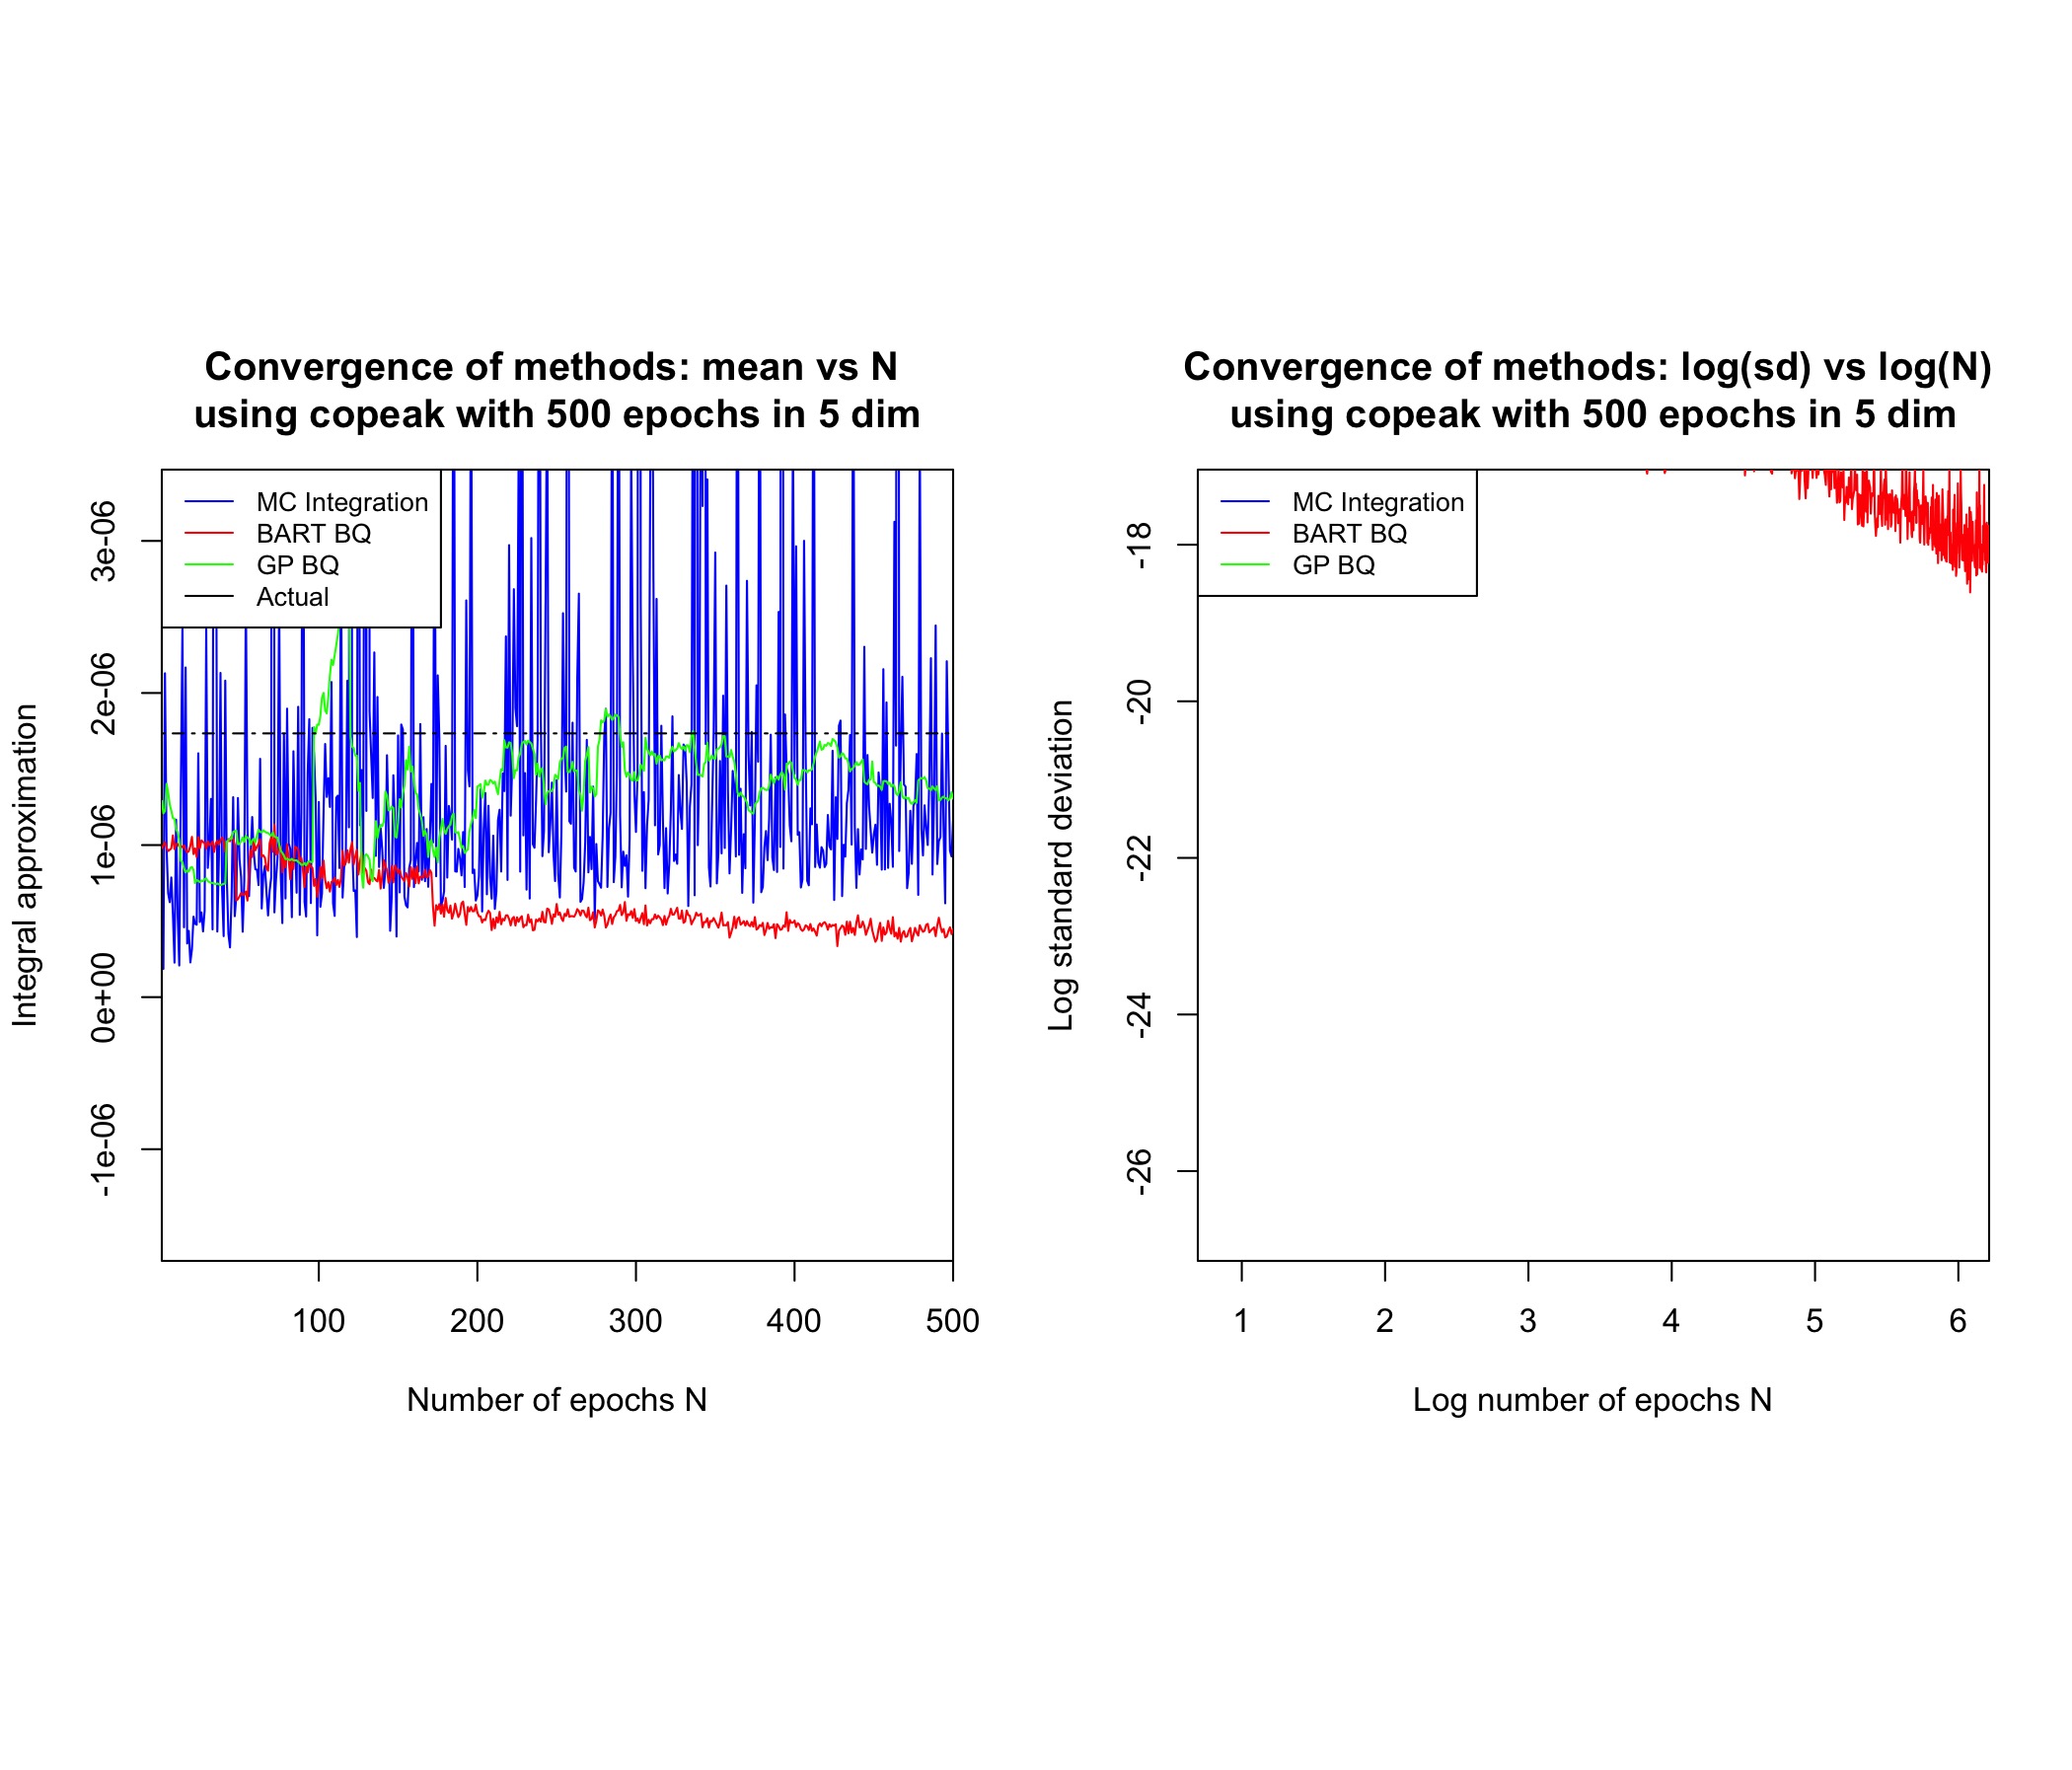 Convergence of methods: mean vs N
using copeak with 500 epochs in 5 dim
Integral approximation
3e-06
2e-06
1e-06
0e+00
-1e-06
MC Integration
BART BQ
GP BQ
Actual
100 200 300 400 500
Number of epochs N
Convergence of methods: log(sd) vs log(N)
using copeak with 500 epochs in 5 dim
Log standard deviation
-18
-20
-22
-24
-26
MC Integration
BART BQ
GP BQ
1 2 3 4 5 6
Log number of epochs N